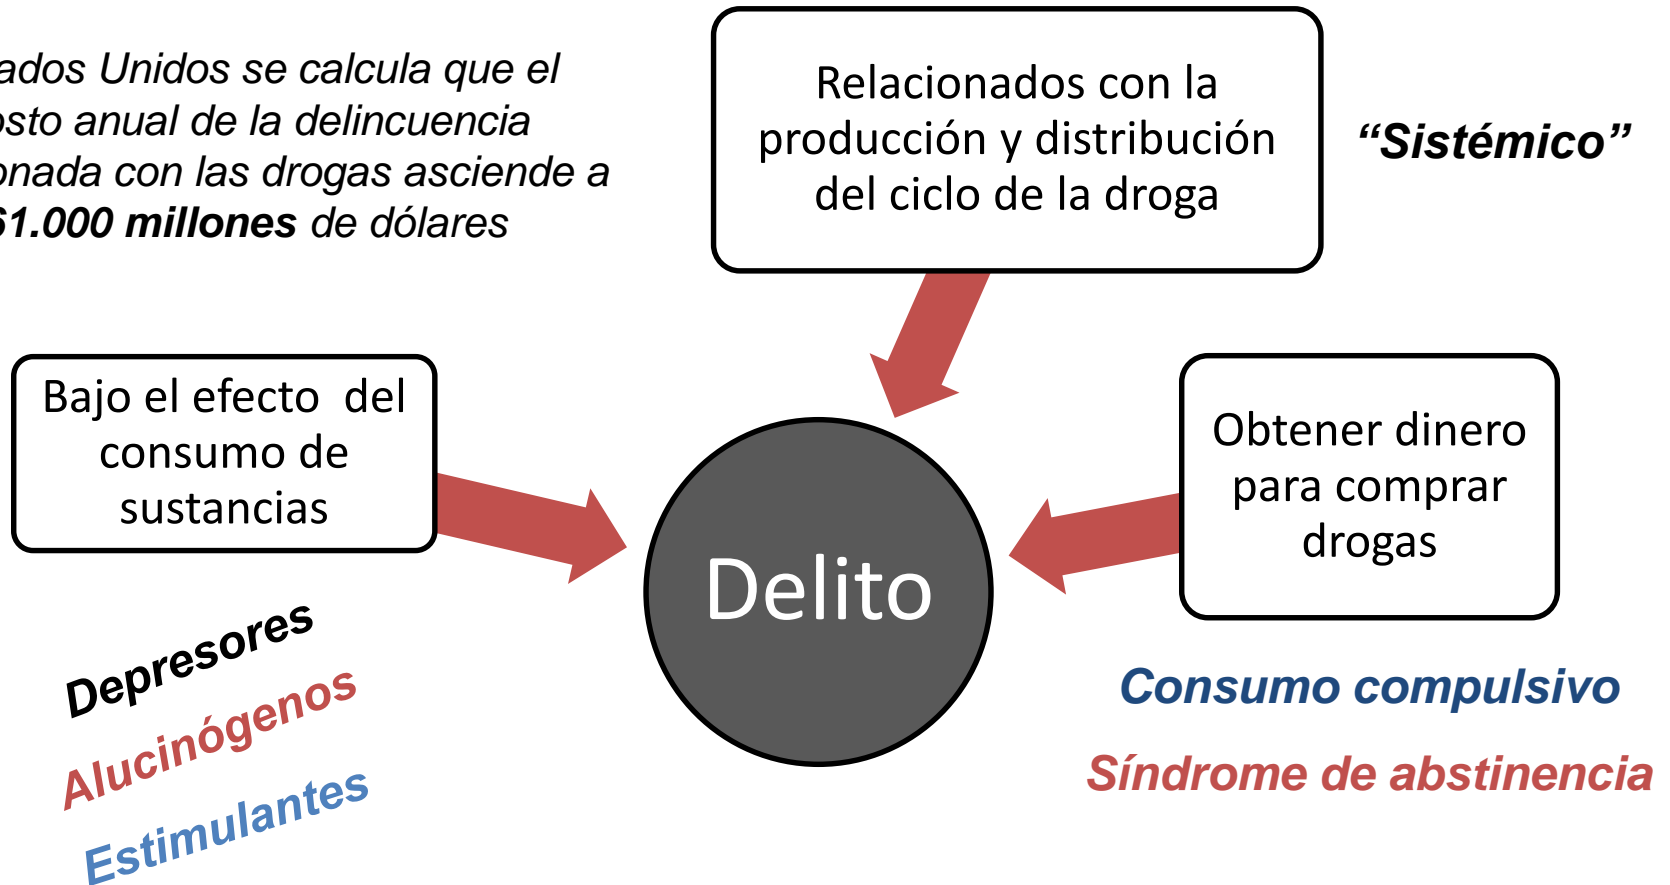 ados Unidos se calcula que el
osto anual de la delincuencia
onada con las drogas asciende a
61.000 millones de dólares
Relacionados con la
producción y distribución
del ciclo de la droga
“Sistémico”
Bajo el efecto del
consumo de
sustancias
Obtener dinero
para comprar
drogas
Delito
Depresores
Alucinógenos
Estimulantes
Consumo compulsivo
Síndrome de abstinencia